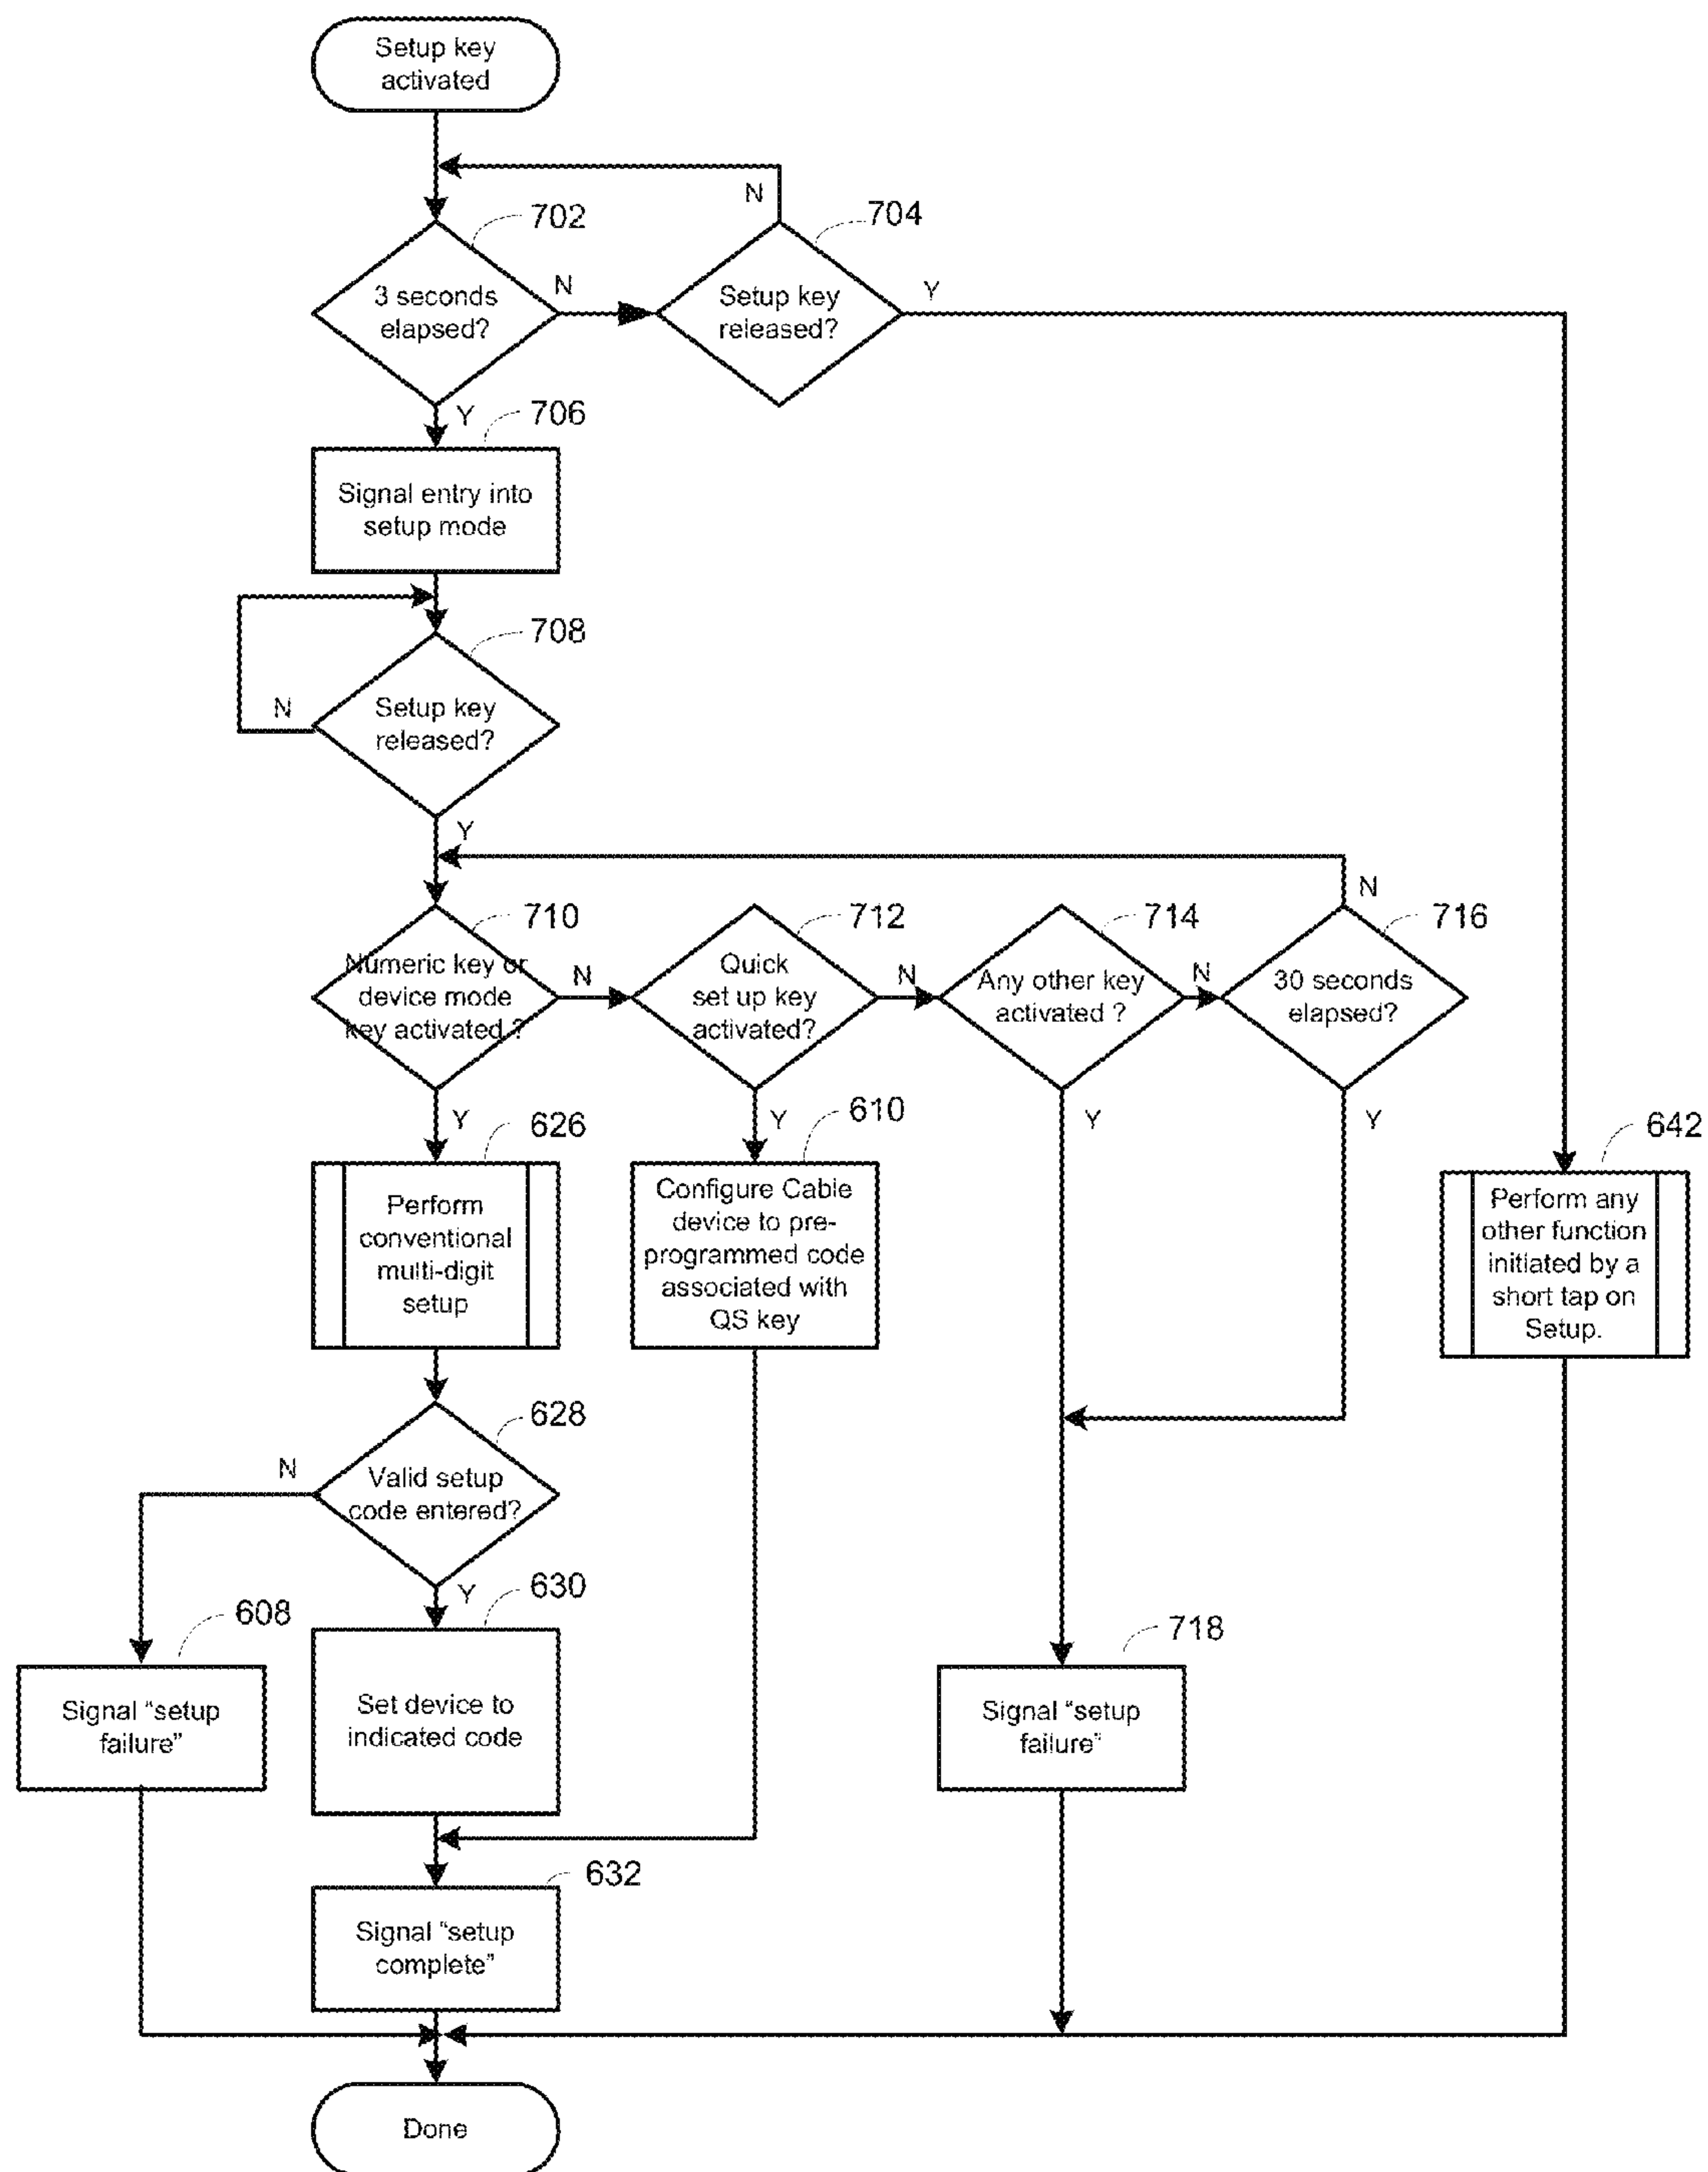 Setup key
activated
N
702
704
3 seconds
elapsed?
N
Setup key
released?
Y
Y
706
Signal entry into
setup mode
708
Setup key
released?
N
Y
N
710
712
714
716
Numeric key or
device mode
key activated ?
N
Quick
set up key
activated?
N
Any other key
activated ?
N
30 seconds
elapsed?
Y
626
Y
610
Y
Y
642
Perform
conventional
multi-digit
setup
Configure Cable
device to pre-
programmed code
associated with
QS key
Perform any
other function
initiated by a
short tap on
Setup.
628
N
Valid setup
code entered?
Y
630
608
718
Signal “setup
failure”
Set device to
indicated code
Signal “setup
failure”
632
Signal “setup
complete”
Done